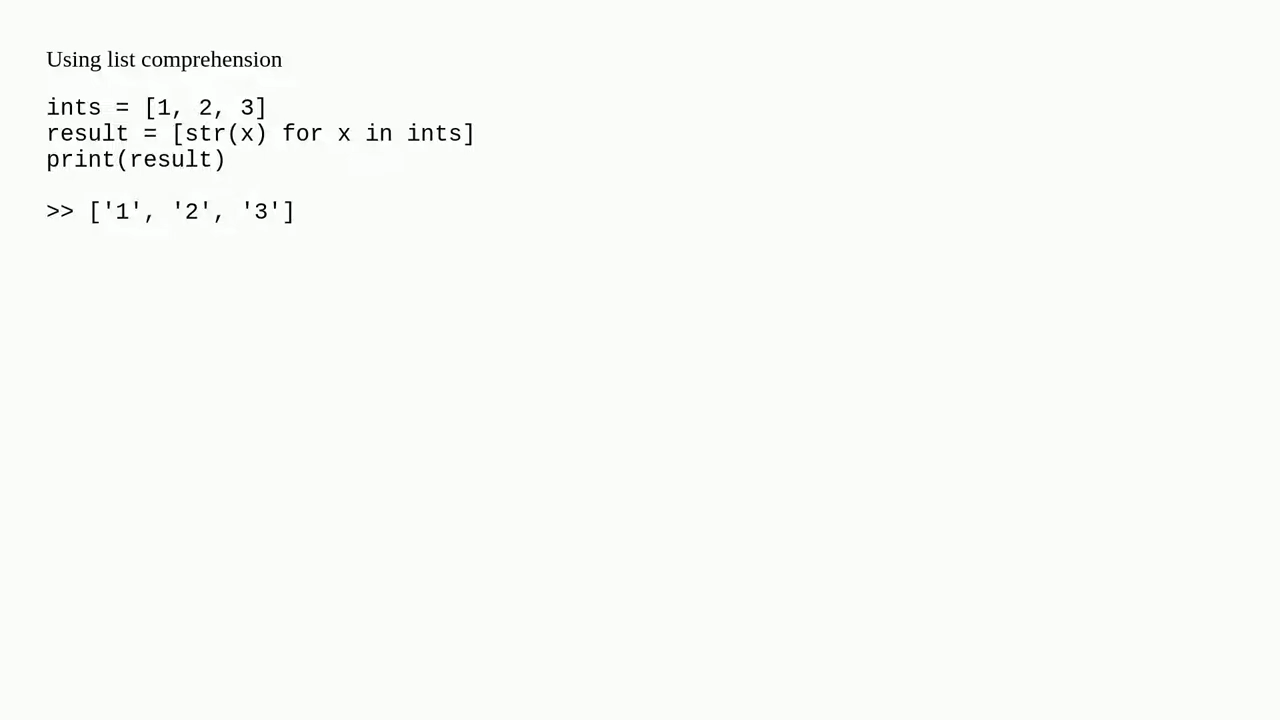 Using list comprehension
ints = [1, 2, 3]
result = [str(x) for x in ints]
print(result)
>> ['1', '2', '3']